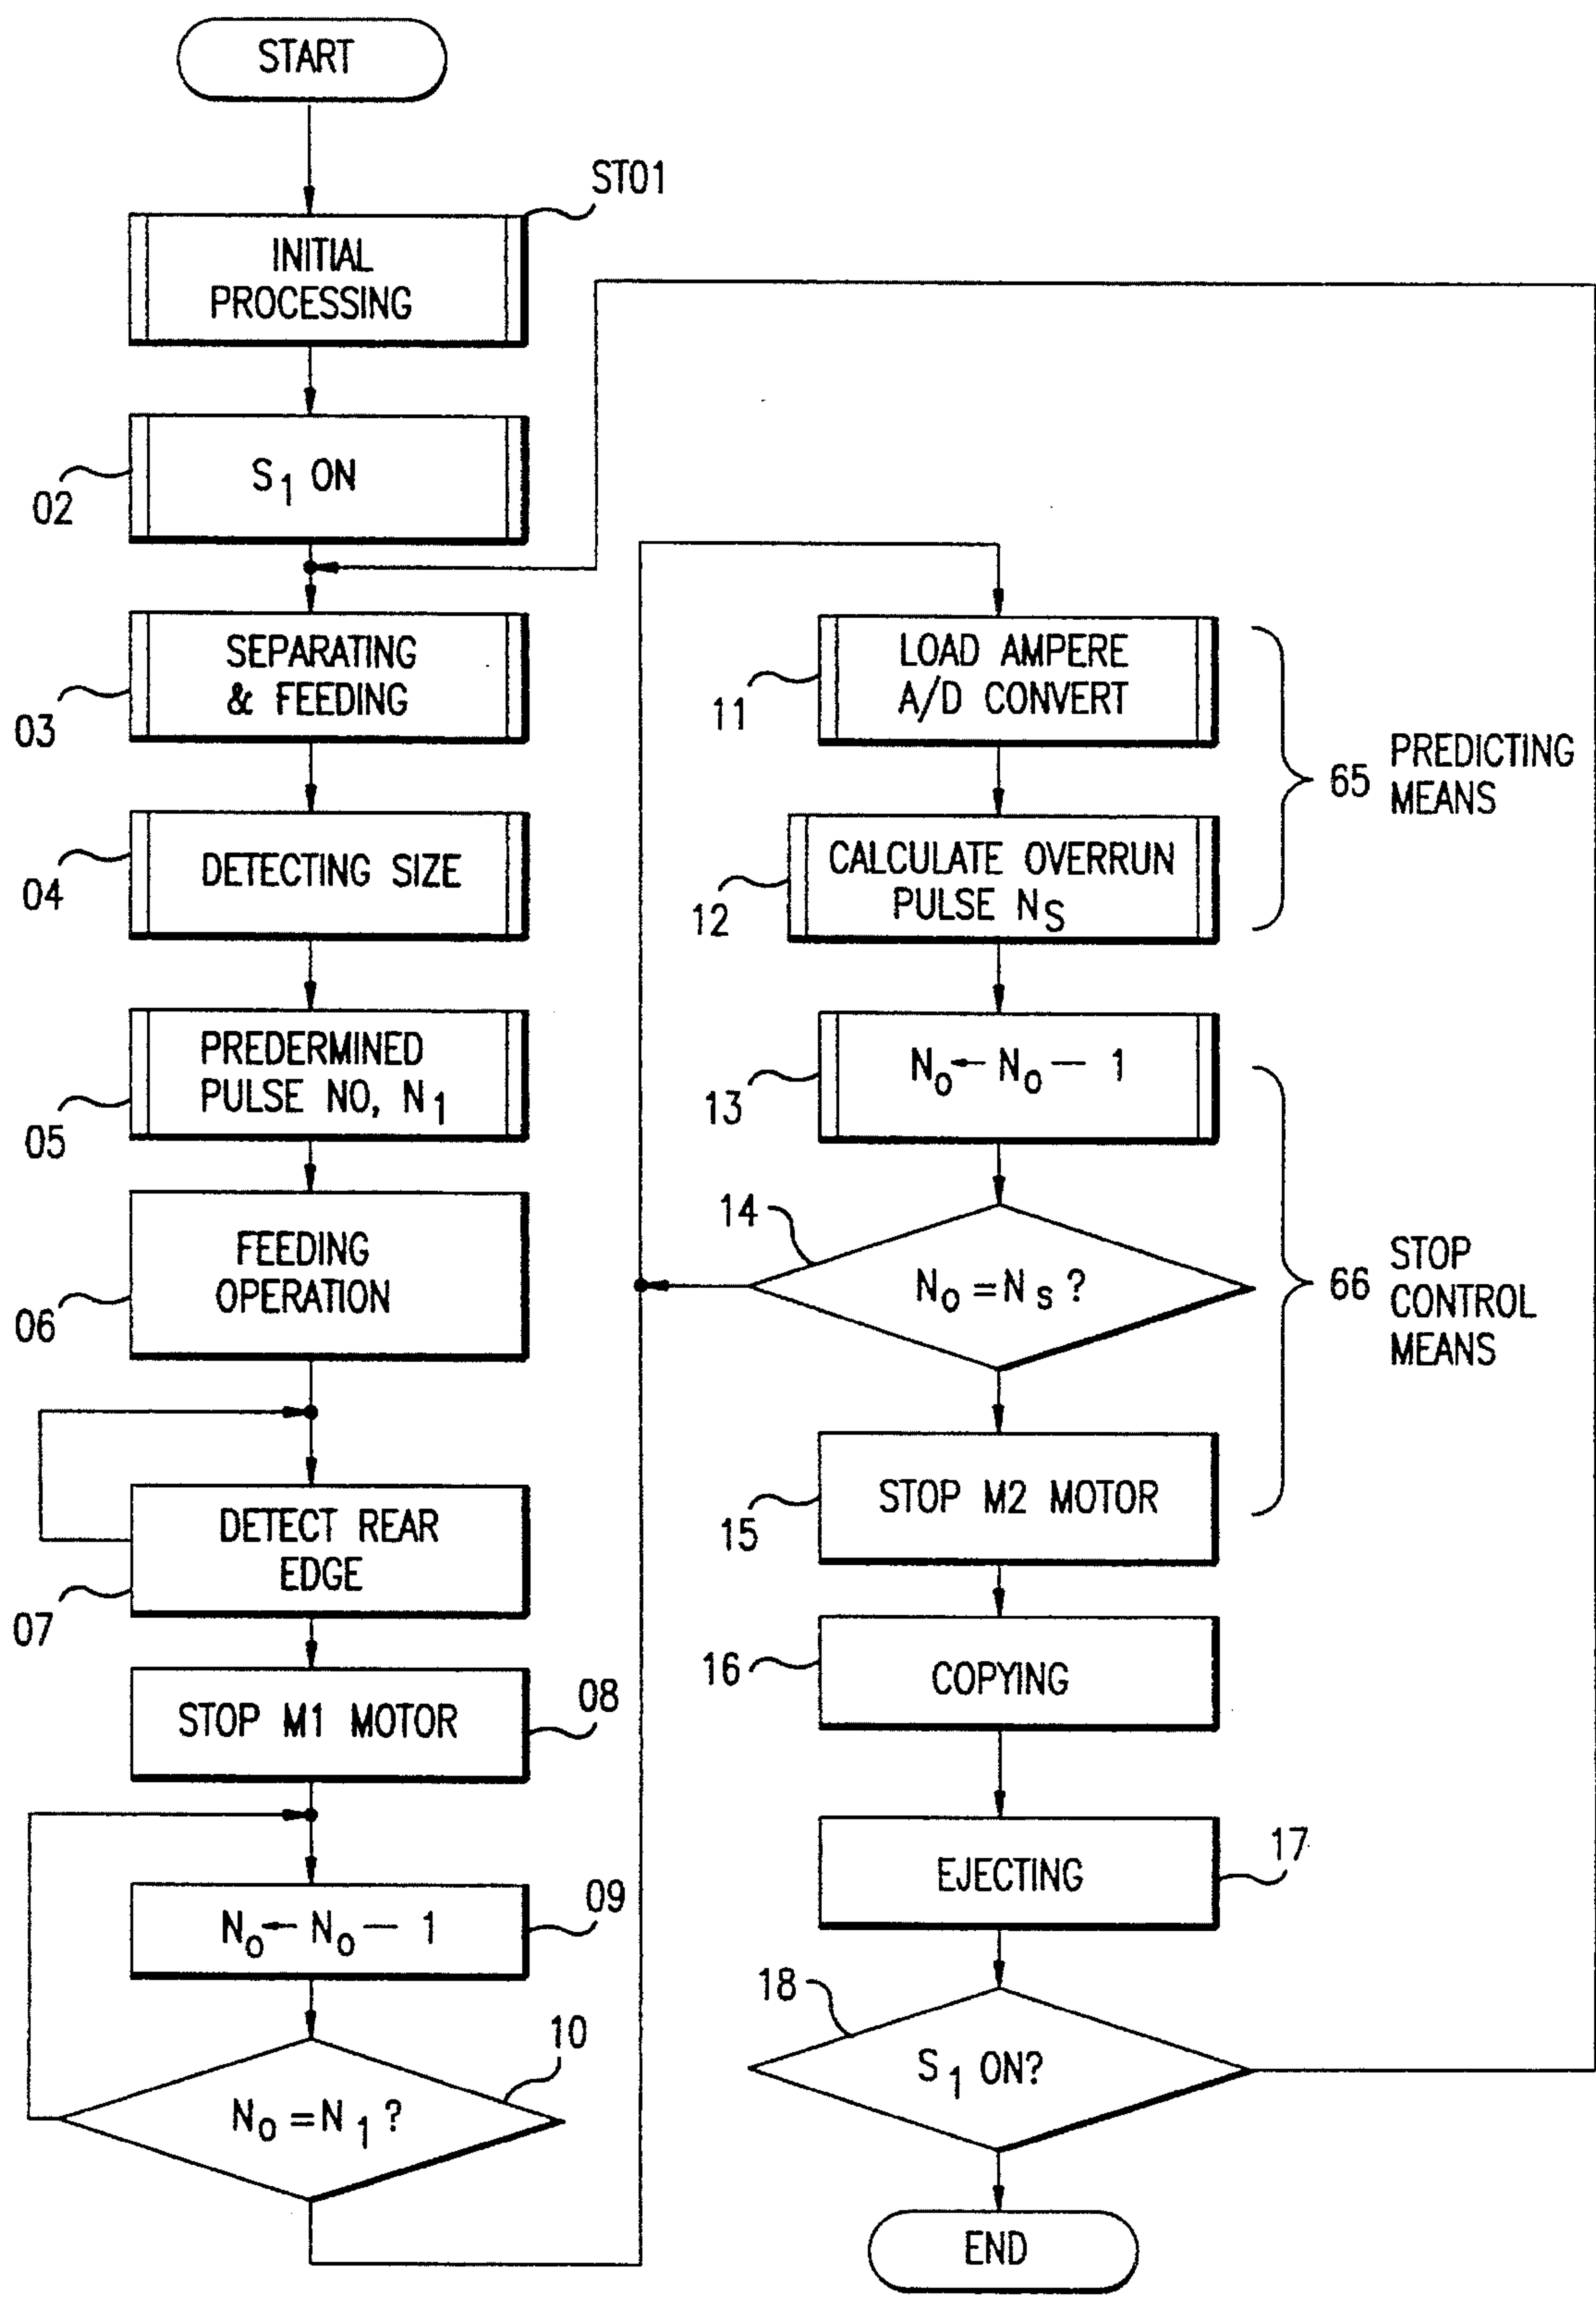 START
ST01
INITIAL
PROCESSING
02
S1 ON
03
SEPARATING
& FEEDING
04
DETECTING SIZE
05
PREDERMINED
PULSE NO, N1
06
FEEDING
OPERATION
07
DETECT REAR
EDGE
08
STOP M1 MOTOR
09
No ← No — 1
10
No = N1 ?
11
LOAD AMPERE
A/D CONVERT
12
CALCULATE OVERRUN
PULSE NS
65 PREDICTING
MEANS
13
No ← No — 1
14
No = Ns ?
15
STOP M2 MOTOR
66 STOP
CONTROL
MEANS
16
COPYING
17
EJECTING
18
S1 ON?
END